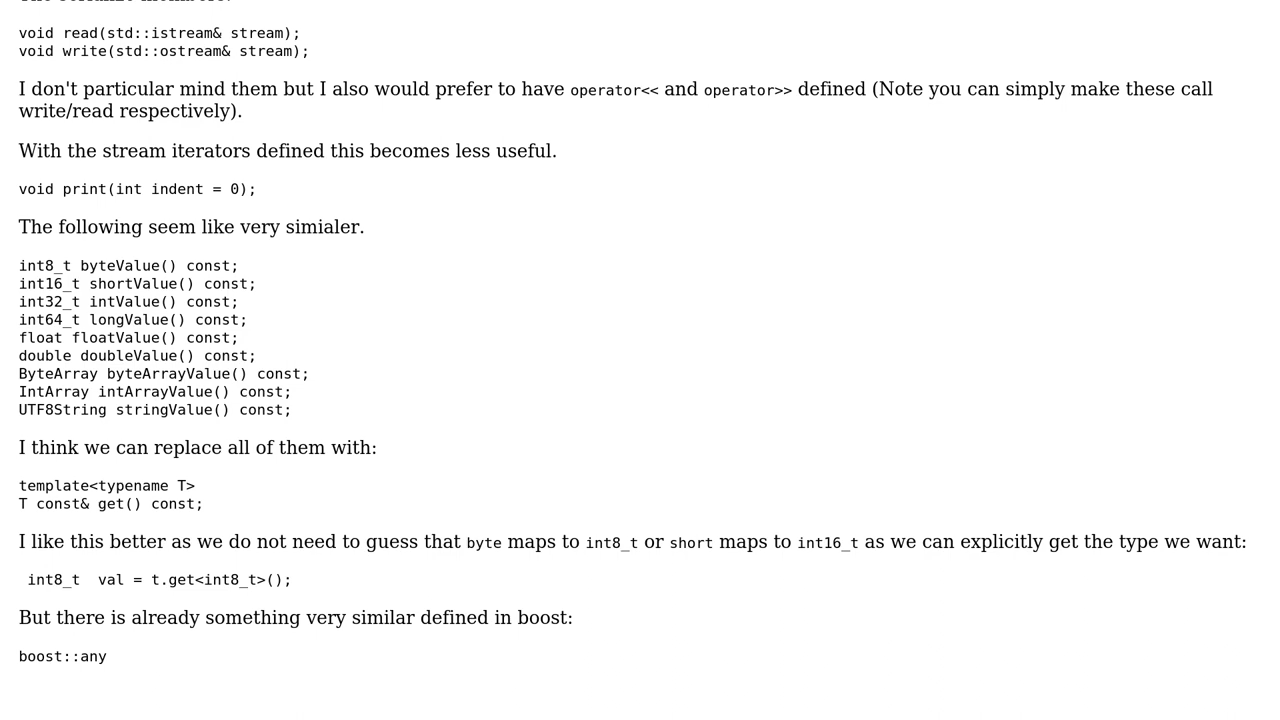 void read(std::istream& stream);
void write(std::ostream& stream);
I don't particular mind them but I also would prefer to have operator<< and operator>> defined (Note you can simply make these call
write/read respectively).
With the stream iterators defined this becomes less useful.
void print(int indent = 0);
The following seem like very simialer.
int8_t byteValue() const;
int16_t shortValue() const;
int32_t intValue() const;
int64_t longValue() const;
float floatValue() const;
double doubleValue() const;
ByteArray byteArrayValue() const;
IntArray intArrayValue() const;
UTF8String stringValue() const;
I think we can replace all of them with:
template<typename T>
T const& get() const;
I like this better as we do not need to guess that byte maps to int8_t or short maps to int16_t as we can explicitly get the type we want:
int8_t  val = t.get<int8_t>();
But there is already something very similar defined in boost:
boost::any